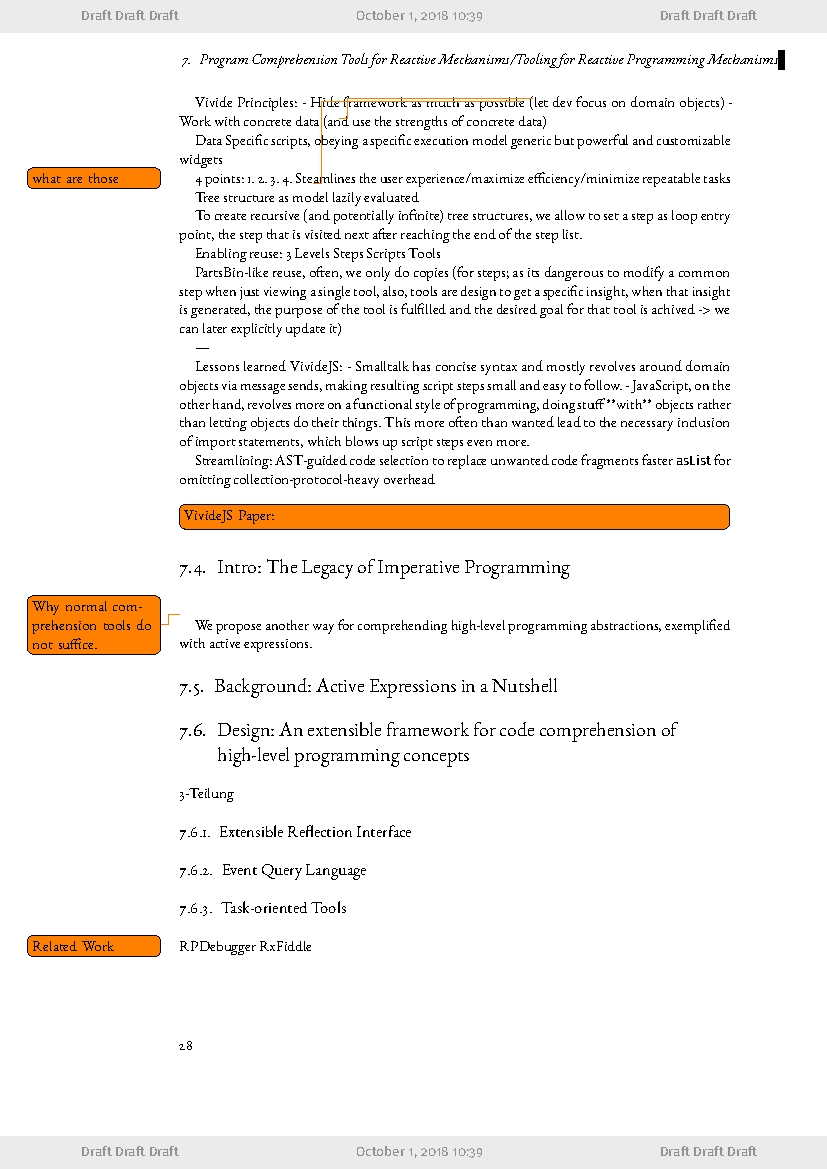 Draft Draft Draft October 1, 2018 10:39 Draft Draft Draft
7. Program Comprehension Tools for Reactive Mechanisms/Tooling for Reactive Programming Mechanisms
Vivide Principles: - Hide framework as much as possible (let dev focus on domain objects) -
Work with concrete data (and use the strengths of concrete data)
Data Specific scripts, obeying a specific execution model generic but powerful and customizable
widgets
what are those
4 points: 1. 2. 3. 4. Steamlines the user experience/maximize efficiency/minimize repeatable tasks
Tree structure as model lazily evaluated
To create recursive (and potentially infinite) tree structures, we allow to set a step as loop entry
point, the step that is visited next after reaching the end of the step list.
Enabling reuse: 3 Levels Steps Scripts Tools
PartsBin-like reuse, often, we only do copies (for steps; as its dangerous to modify a common
step when just viewing a single tool, also, tools are design to get a specific insight, when that insight
is generated, the purpose of the tool is fulfilled and the desired goal for that tool is achived -> we
can later explicitly update it)
—
Lessons learned VivideJS: - Smalltalk has concise syntax and mostly revolves around domain
objects via message sends, making resulting script steps small and easy to follow. - JavaScript, on the
other hand, revolves more on a functional style of programming, doing stuff **with** objects rather
than letting objects do their things. This more often than wanted lead to the necessary inclusion
of import statements, which blows up script steps even more.
Streamlining: AST-guided code selection to replace unwanted code fragments faster asList for
omitting collection-protocol-heavy overhead
VivideJS Paper:
7.4. Intro: The Legacy of Imperative Programming
Why normal com-
prehension tools do
not suffice.
We propose another way for comprehending high-level programming abstractions, exemplified
with active expressions.
7.5. Background: Active Expressions in a Nutshell
7.6. Design: An extensible framework for code comprehension of
high-level programming concepts
3-Teilung
7.6.1. Extensible Reflection Interface
7.6.2. Event Query Language
7.6.3. Task-oriented Tools
Related Work
RPDebugger RxFiddle
28
Draft Draft Draft October 1, 2018 10:39 Draft Draft Draft